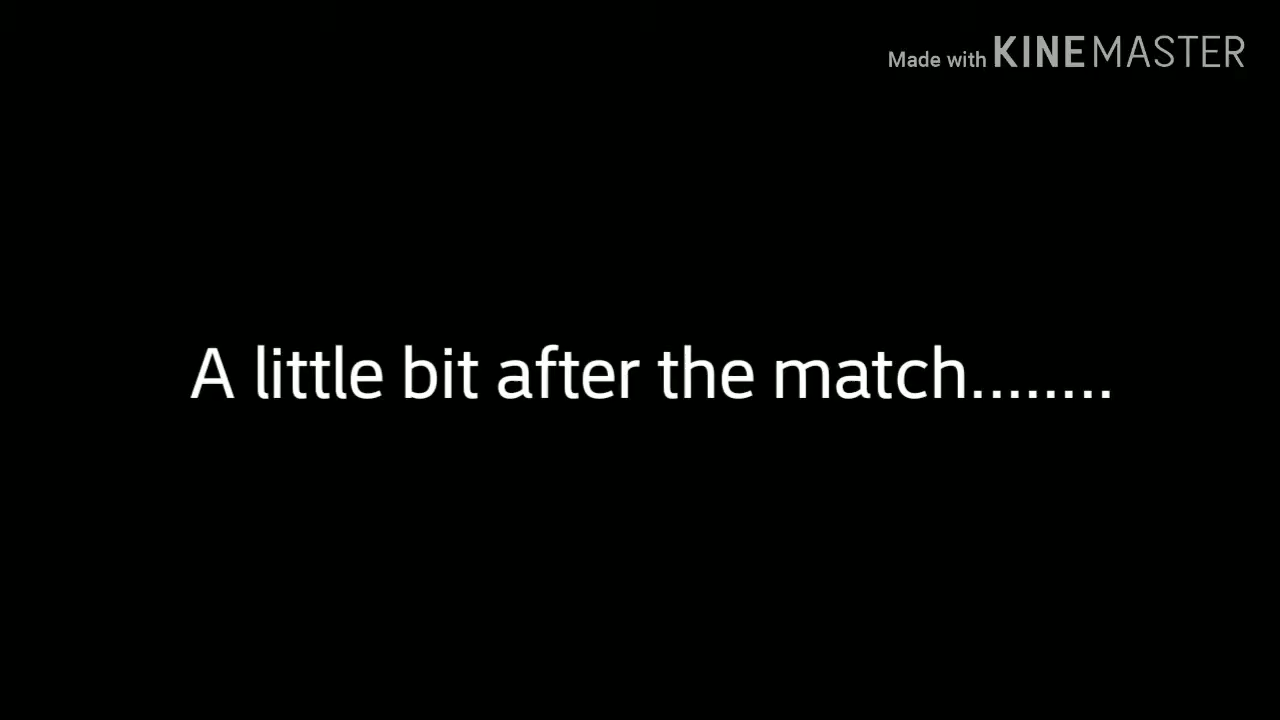 Made with KINEMASTER
A little bit after the match........